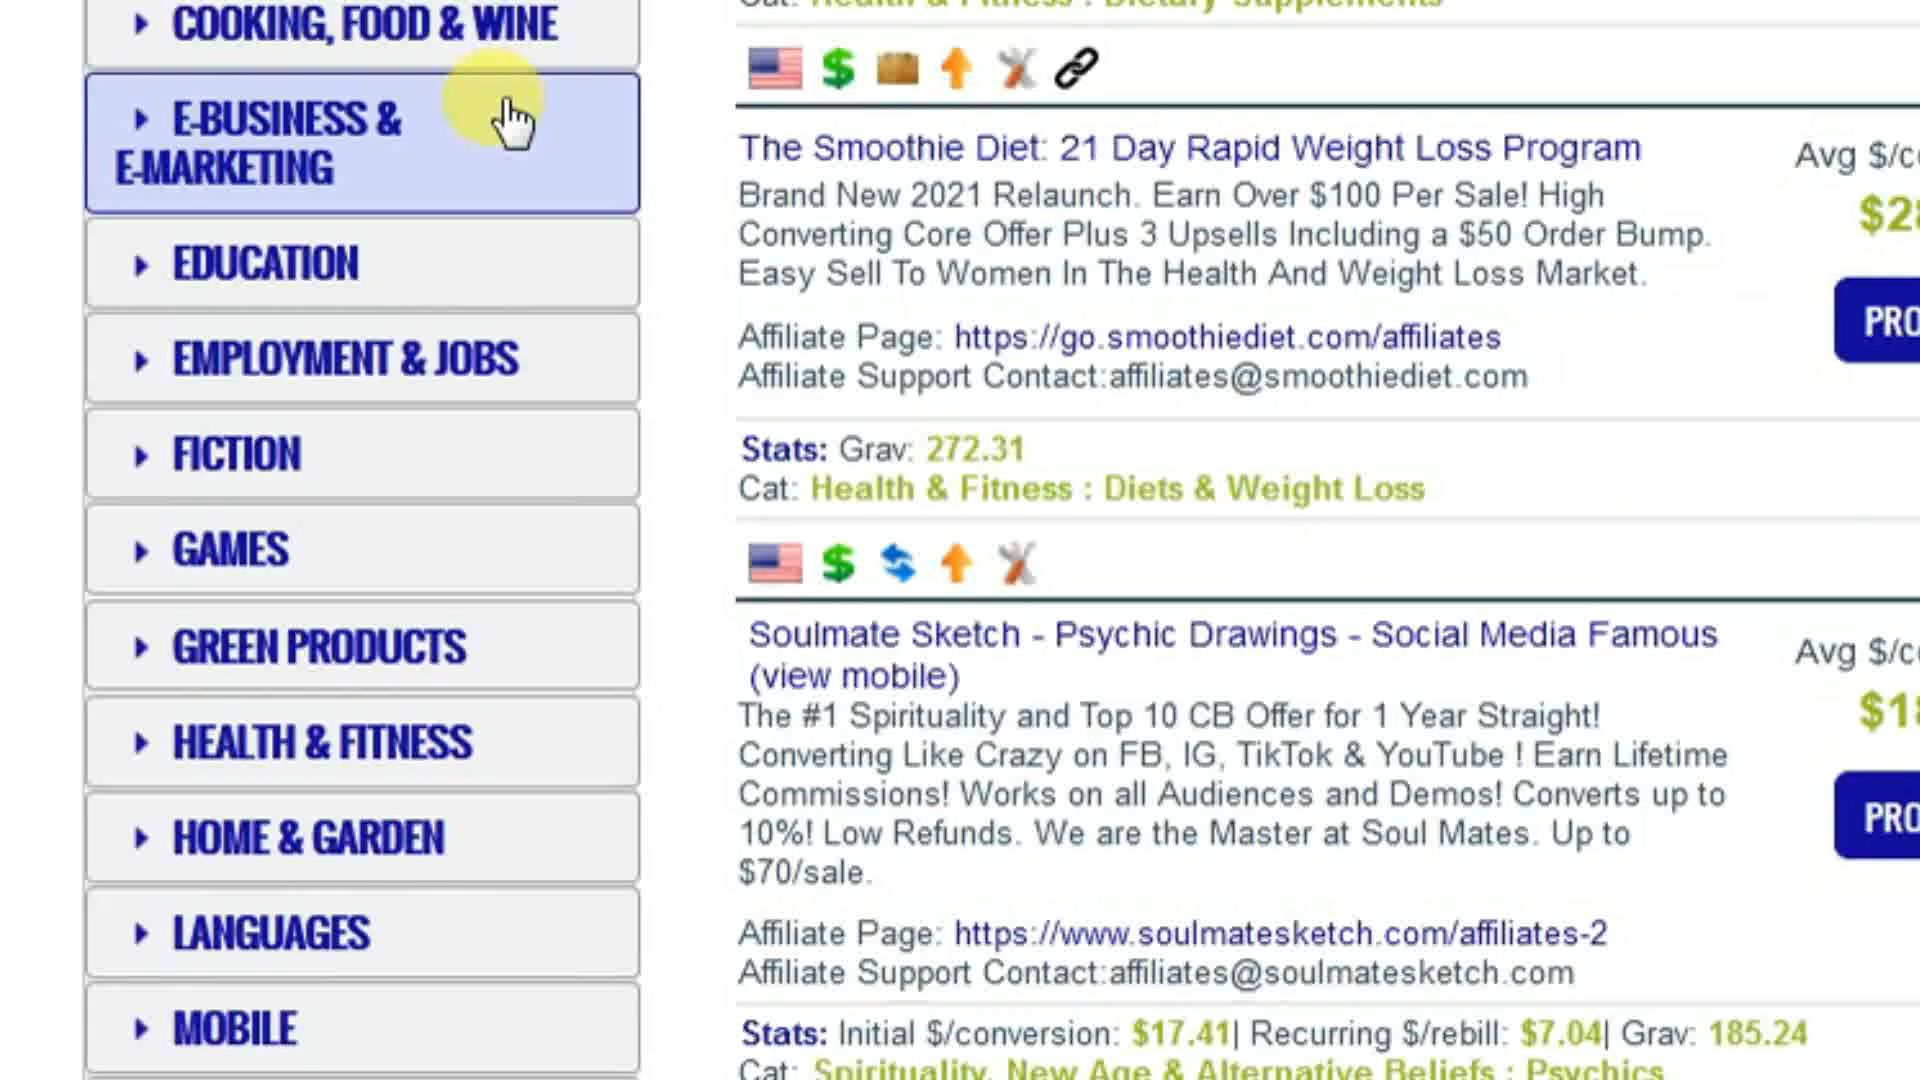 COOKING, FOOD & WINE
E-BUSINESS &
E-MARKETING
EDUCATION
EMPLOYMENT & JOBS
FICTION
GAMES
GREEN PRODUCTS
HEALTH & FITNESS
HOME & GARDEN
LANGUAGES
MOBILE
Cat: Health & Fitness : Dietary Supplements
The Smoothie Diet: 21 Day Rapid Weight Loss Program
Brand New 2021 Relaunch. Earn Over $100 Per Sale! High
Converting Core Offer Plus 3 Upsells Including a $50 Order Bump.
Easy Sell To Women In The Health And Weight Loss Market.
Affiliate Page: https://go.smoothiediet.com/affiliates
Affiliate Support Contact:affiliates@smoothiediet.com
Stats: Grav: 272.31
Cat: Health & Fitness : Diets & Weight Loss
Avg $/c
PRO
Soulmate Sketch - Psychic Drawings - Social Media Famous
(view mobile)
The #1 Spirituality and Top 10 CB Offer for 1 Year Straight!
Converting Like Crazy on FB, IG, TikTok & YouTube ! Earn Lifetime
Commissions! Works on all Audiences and Demos! Converts up to
10%! Low Refunds. We are the Master at Soul Mates. Up to
$70/sale.
Affiliate Page: https://www.soulmatesketch.com/affiliates-2
Affiliate Support Contact:affiliates@soulmatesketch.com
Stats: Initial $/conversion: $17.41| Recurring $/rebill: $7.04| Grav: 185.24
Cat: Spirituality, New Age & Alternative Beliefs : Psychics
Avg $/c
$18
PRO